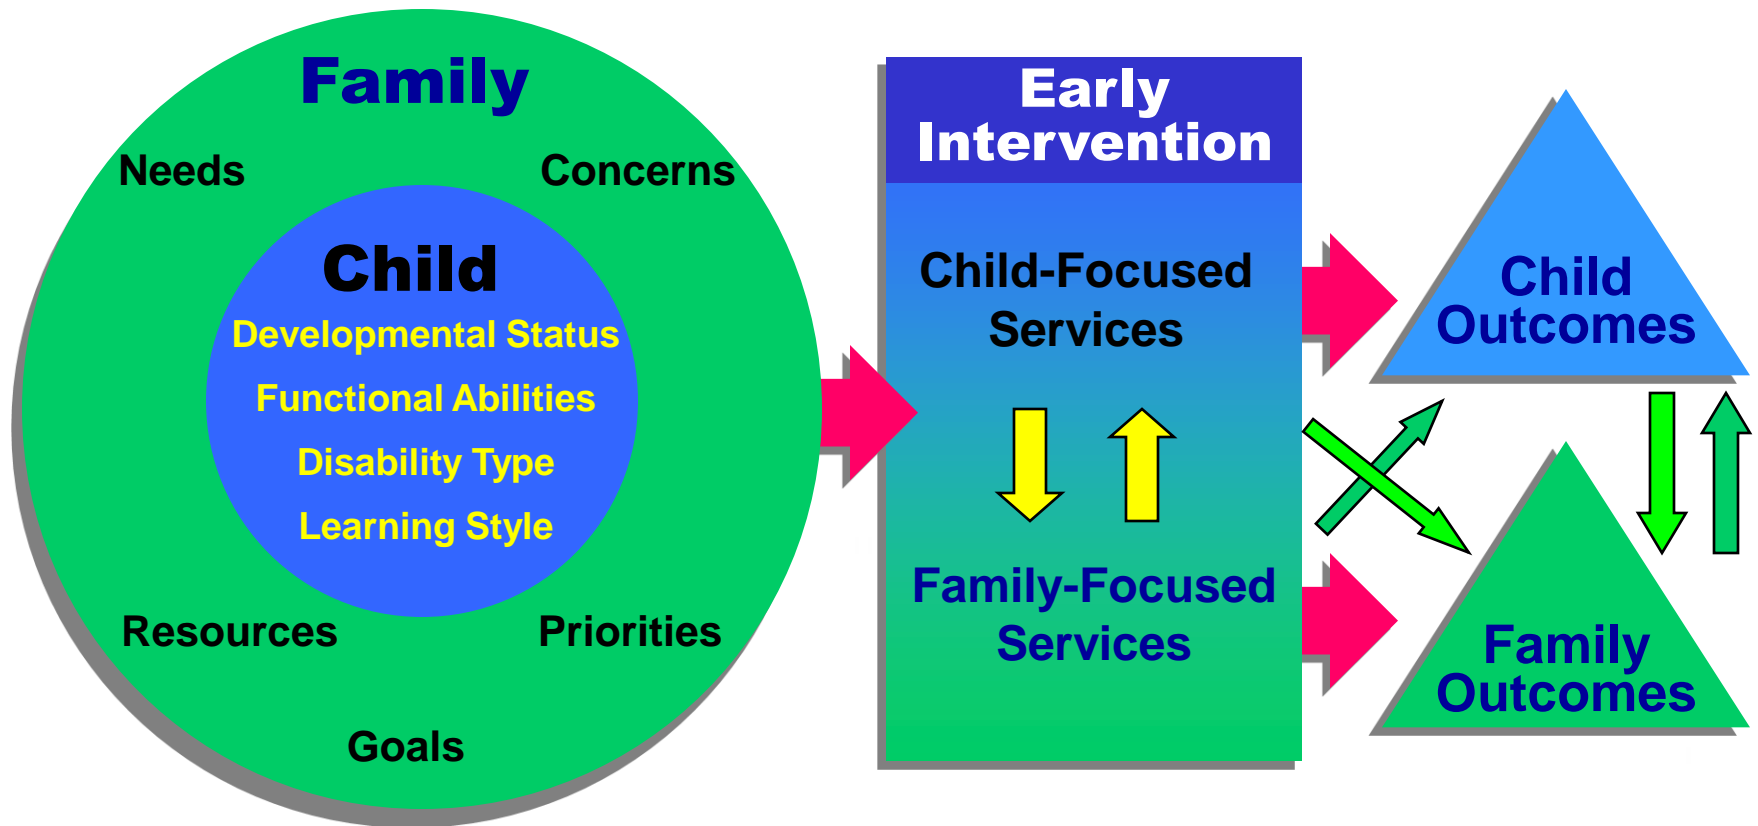 Family
Needs
Concerns
Child
Developmental Status
Functional Abilities
Disability Type
Learning Style
Resources
Priorities
Goals
Early
Intervention
Child-Focused
Services
Family-Focused
Services
Child
Outcomes
Family
Outcomes